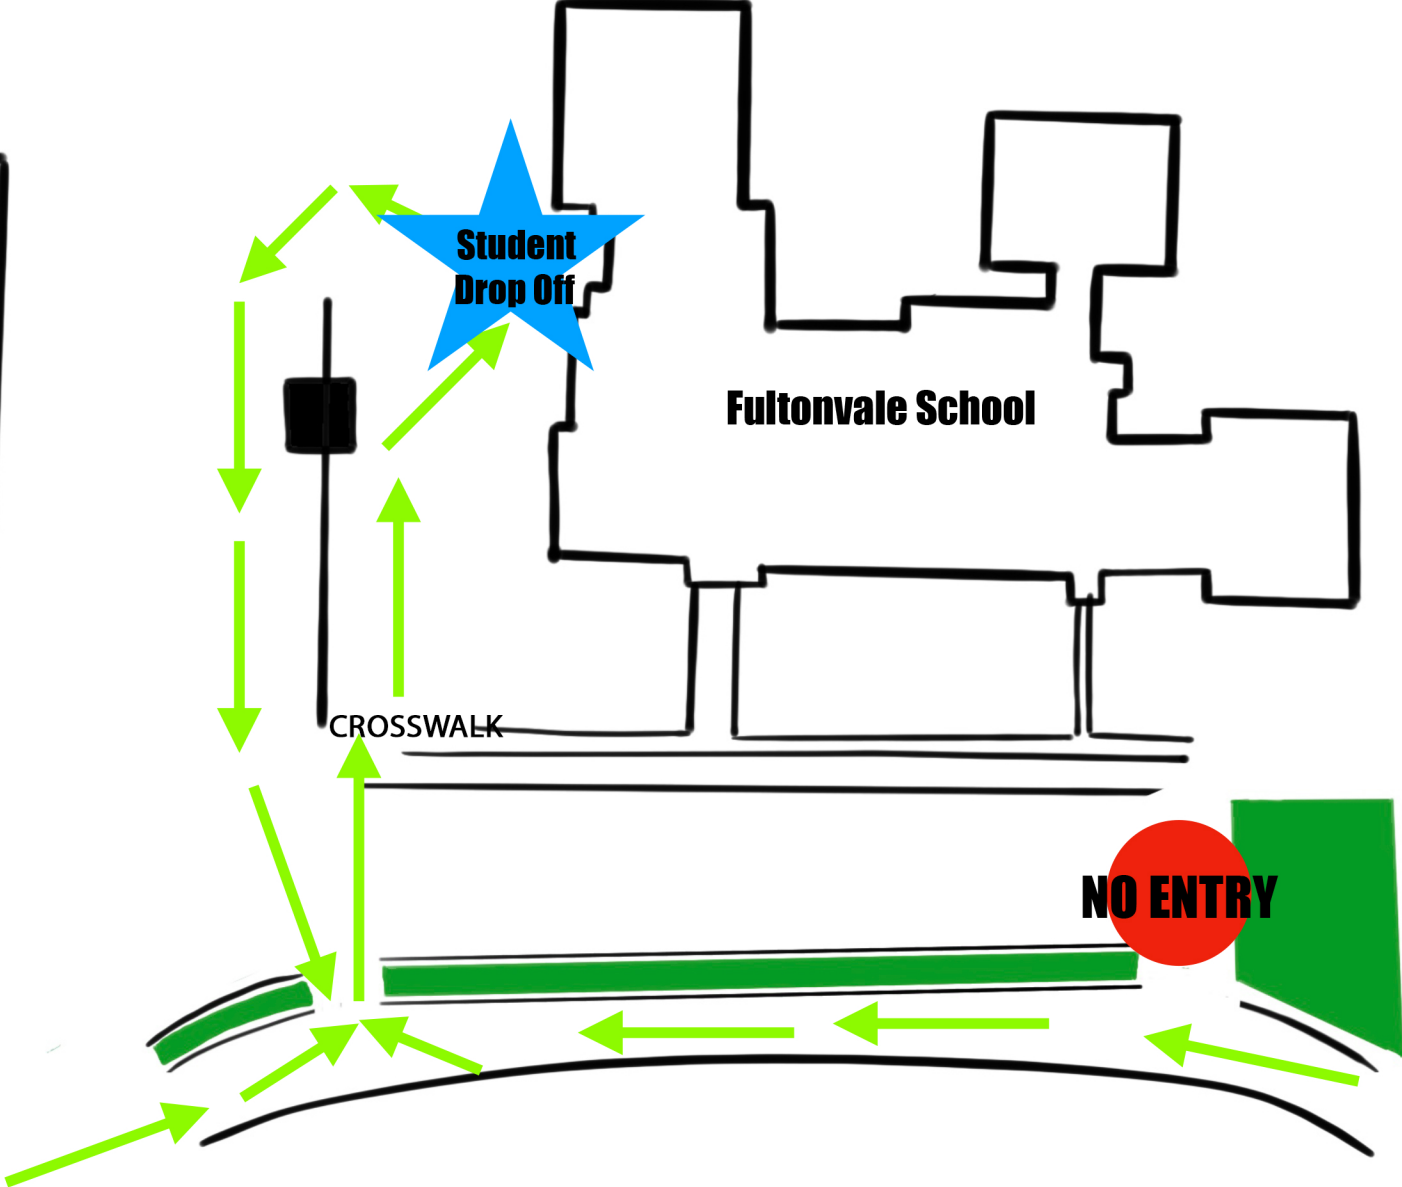 Student
Drop Off
Fultonvale School
CROSSWALK
NO ENTRY